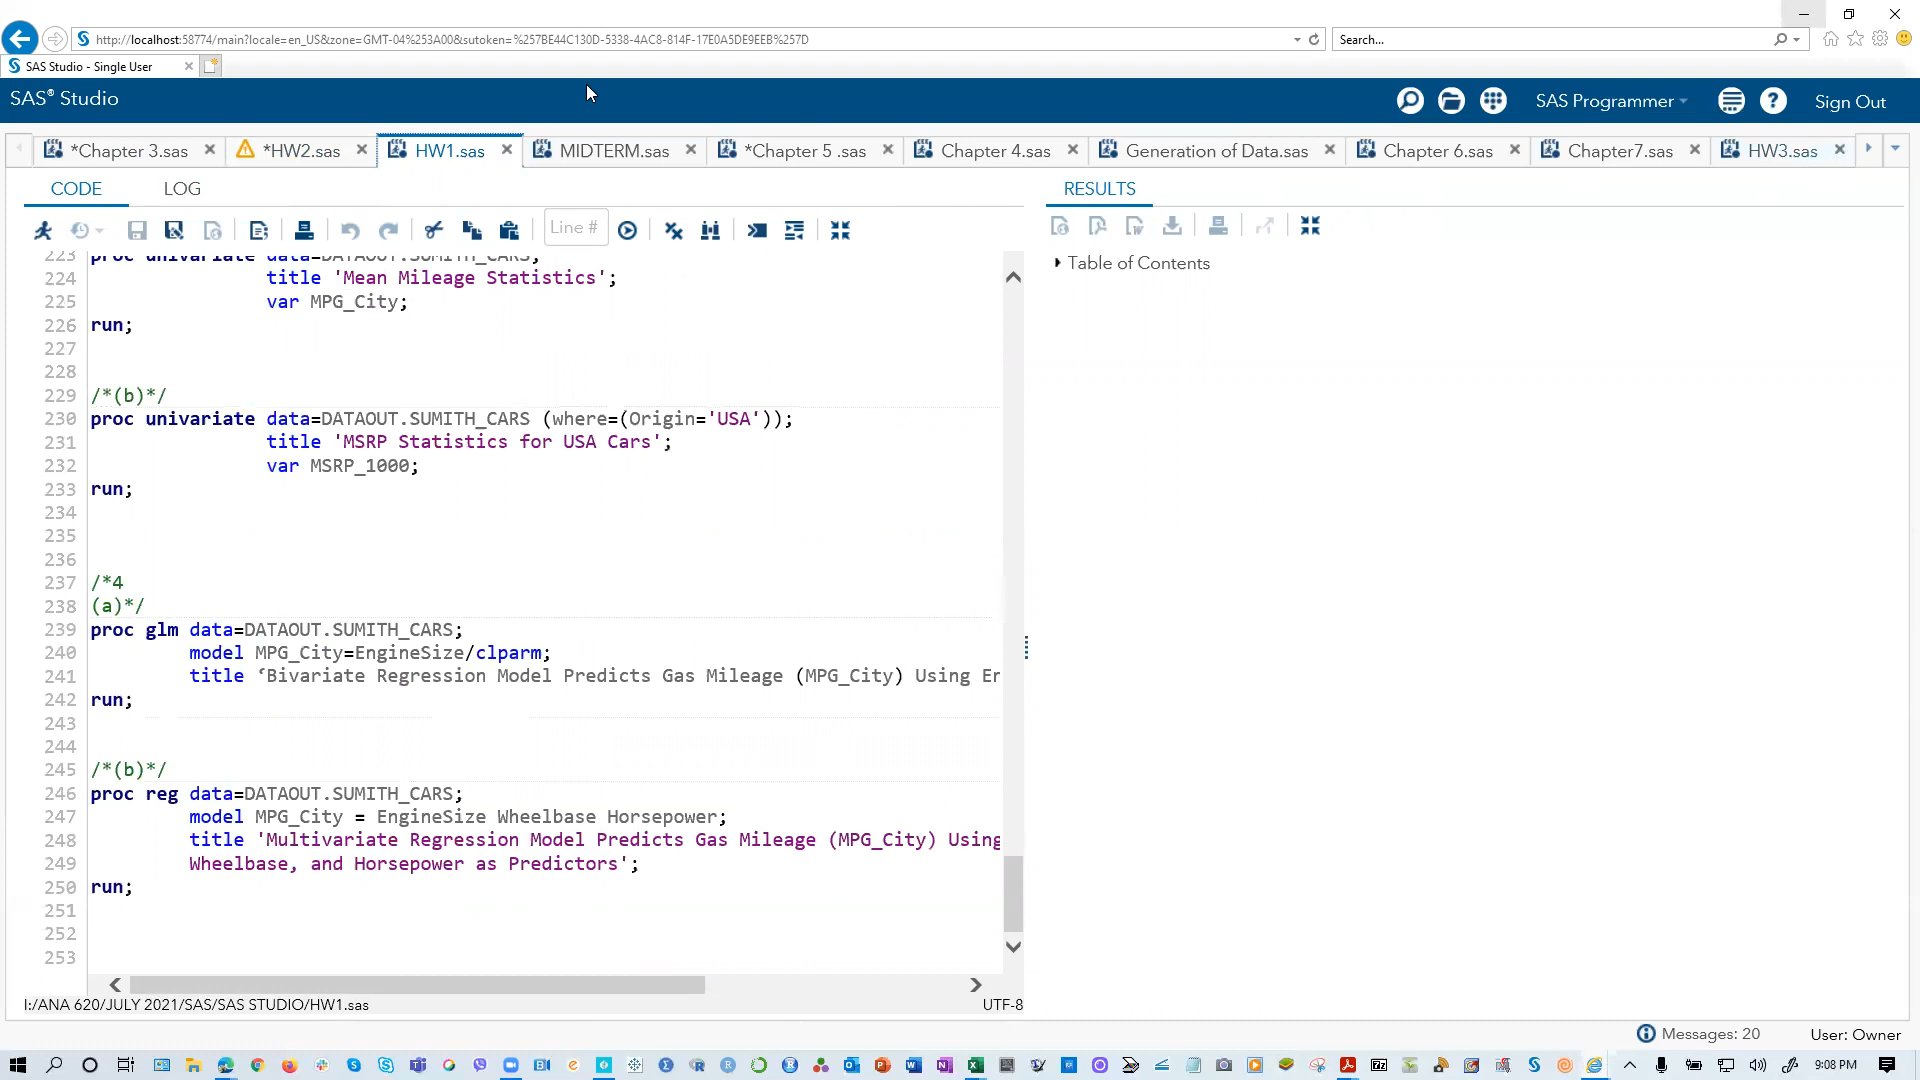 http://localhost:58774/main?locale=en_US&zone=GMT-04%253A00&sutoken=%257BE44C130D-5338-4AC8-814F-17E0A5DE9EEB%257D
Search...
SAS Studio - Single User
SAS® Studio
SAS Programmer
Sign Out
*Chapter 3.sas
*HW2.sas
HW1.sas
MIDTERM.sas
*Chapter 5 .sas
Chapter 4.sas
Generation of Data.sas
Chapter 6.sas
Chapter7.sas
HW3.sas
CODE LOG
RESULTS
Line #
Table of Contents
223 proc univariate data=DATAOUT.SUMITH_CARS;
224 title 'Mean Mileage Statistics';
225 var MPG_City;
226 run;
227
228
229 /*(b)*/
230 proc univariate data=DATAOUT.SUMITH_CARS (where=(Origin='USA'));
231 title 'MSRP Statistics for USA Cars';
232 var MSRP_1000;
233 run;
234
235
236
237 /*4
238 (a)*/
239 proc glm data=DATAOUT.SUMITH_CARS;
240 model MPG_City=EngineSize/clparm;
241 title ‘Bivariate Regression Model Predicts Gas Mileage (MPG_City) Using En
242 run;
243
244
245 /*(b)*/
246 proc reg data=DATAOUT.SUMITH_CARS;
247 model MPG_City = EngineSize Wheelbase Horsepower;
248 title 'Multivariate Regression Model Predicts Gas Mileage (MPG_City) Using
249 Wheelbase, and Horsepower as Predictors';
250 run;
251
252
253
I:/ANA 620/JULY 2021/SAS/SAS STUDIO/HW1.sas
UTF-8
Messages: 20
User: Owner
9:08 PM